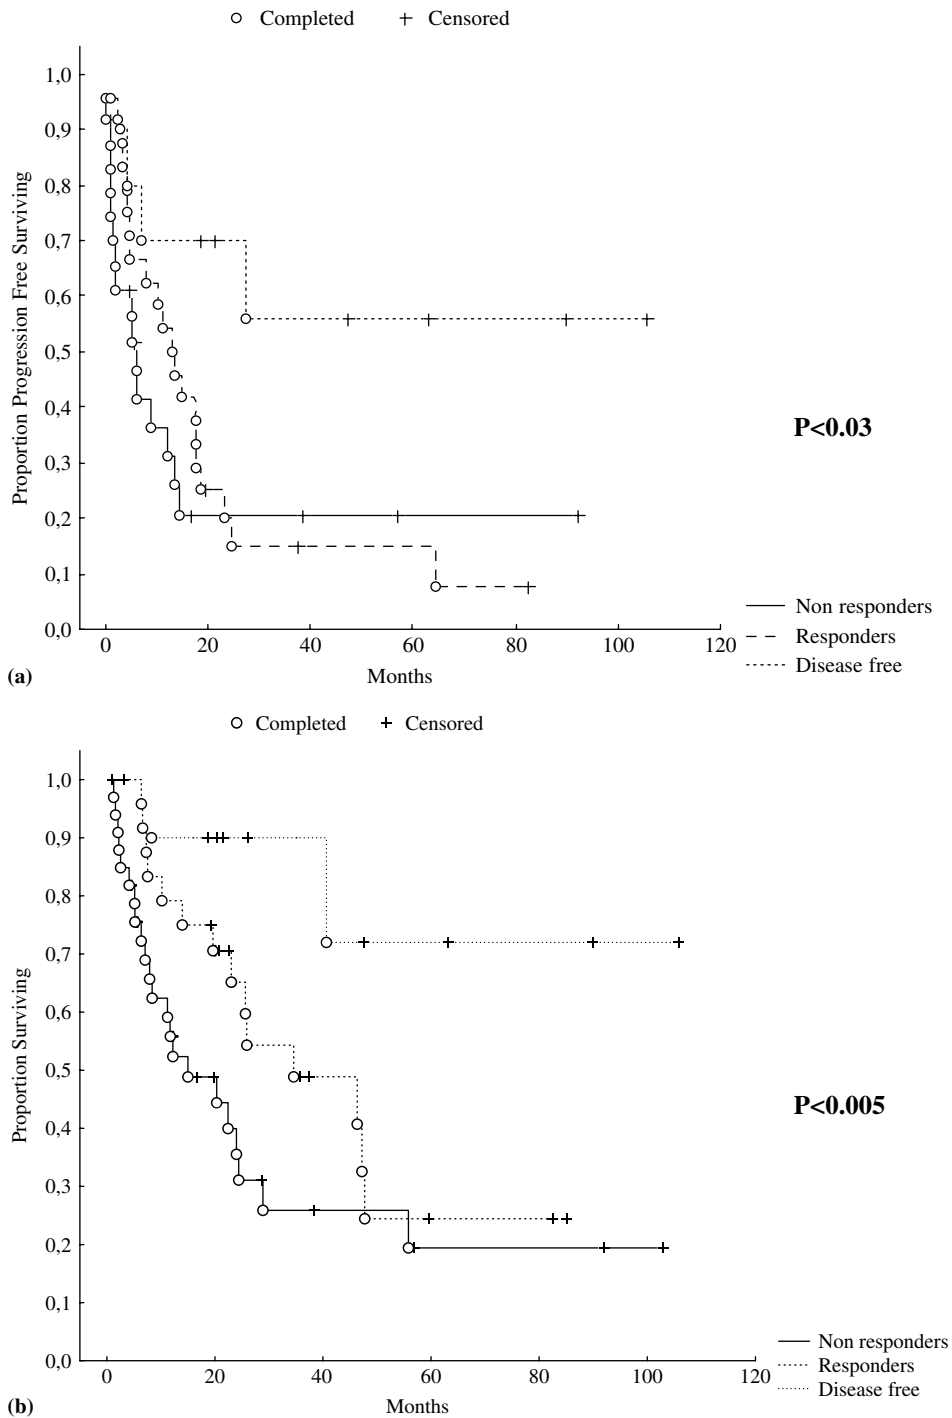 Completed + Censored
1,0
0,9
0,8
0,7
0,6
0,5
0,4
0,3
0,2
0,1
0,0
Proportion Progression Free Surviving
P<0.03
0 20 40 60 80 100 120
Months
Non responders
Responders
Disease free
(a)
Completed + Censored
1,0
0,9
0,8
0,7
0,6
0,5
0,4
0,3
0,2
0,1
0,0
Proportion Surviving
P<0.005
0 20 40 60 80 100 120
Months
Non responders
Responders
Disease free
(b)